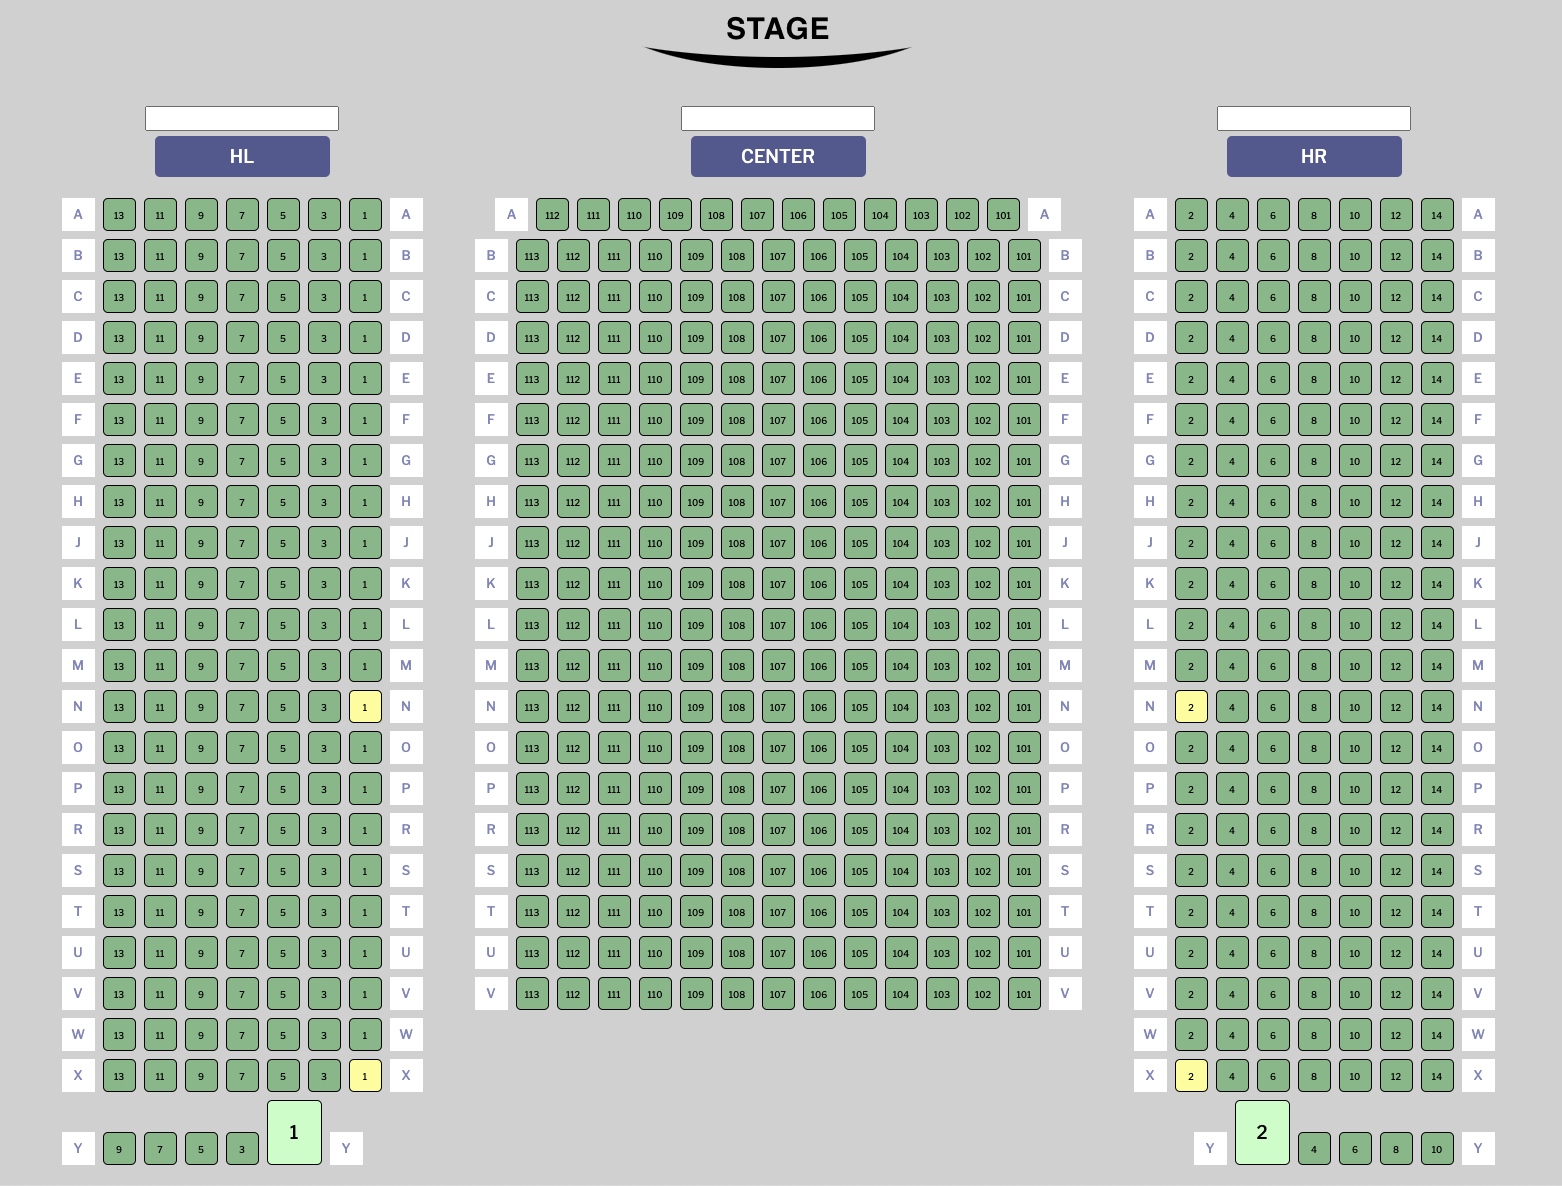 STAGE
HL CENTER HR
A 13 11 9 7 5 3 1 A A 112 111 110 109 108 107 106 105 104 103 102 101 A A 2 4 6 8 10 12 14 A
B 13 11 9 7 5 3 1 B B 113 112 111 110 109 108 107 106 105 104 103 102 101 B B 2 4 6 8 10 12 14 B
C 13 11 9 7 5 3 1 C C 113 112 111 110 109 108 107 106 105 104 103 102 101 C C 2 4 6 8 10 12 14 C
D 13 11 9 7 5 3 1 D D 113 112 111 110 109 108 107 106 105 104 103 102 101 D D 2 4 6 8 10 12 14 D
E 13 11 9 7 5 3 1 E E 113 112 111 110 109 108 107 106 105 104 103 102 101 E E 2 4 6 8 10 12 14 E
F 13 11 9 7 5 3 1 F F 113 112 111 110 109 108 107 106 105 104 103 102 101 F F 2 4 6 8 10 12 14 F
G 13 11 9 7 5 3 1 G G 113 112 111 110 109 108 107 106 105 104 103 102 101 G G 2 4 6 8 10 12 14 G
H 13 11 9 7 5 3 1 H H 113 112 111 110 109 108 107 106 105 104 103 102 101 H H 2 4 6 8 10 12 14 H
J 13 11 9 7 5 3 1 J J 113 112 111 110 109 108 107 106 105 104 103 102 101 J J 2 4 6 8 10 12 14 J
K 13 11 9 7 5 3 1 K K 113 112 111 110 109 108 107 106 105 104 103 102 101 K K 2 4 6 8 10 12 14 K
L 13 11 9 7 5 3 1 L L 113 112 111 110 109 108 107 106 105 104 103 102 101 L L 2 4 6 8 10 12 14 L
M 13 11 9 7 5 3 1 M M 113 112 111 110 109 108 107 106 105 104 103 102 101 M M 2 4 6 8 10 12 14 M
N 13 11 9 7 5 3 1 N N 113 112 111 110 109 108 107 106 105 104 103 102 101 N N 2 4 6 8 10 12 14 N
O 13 11 9 7 5 3 1 O O 113 112 111 110 109 108 107 106 105 104 103 102 101 O O 2 4 6 8 10 12 14 O
P 13 11 9 7 5 3 1 P P 113 112 111 110 109 108 107 106 105 104 103 102 101 P P 2 4 6 8 10 12 14 P
R 13 11 9 7 5 3 1 R R 113 112 111 110 109 108 107 106 105 104 103 102 101 R R 2 4 6 8 10 12 14 R
S 13 11 9 7 5 3 1 S S 113 112 111 110 109 108 107 106 105 104 103 102 101 S S 2 4 6 8 10 12 14 S
T 13 11 9 7 5 3 1 T T 113 112 111 110 109 108 107 106 105 104 103 102 101 T T 2 4 6 8 10 12 14 T
U 13 11 9 7 5 3 1 U U 113 112 111 110 109 108 107 106 105 104 103 102 101 U U 2 4 6 8 10 12 14 U
V 13 11 9 7 5 3 1 V V 113 112 111 110 109 108 107 106 105 104 103 102 101 V V 2 4 6 8 10 12 14 V
W 13 11 9 7 5 3 1 W W 2 4 6 8 10 12 14 W
X 13 11 9 7 5 3 1 X X 2 4 6 8 10 12 14 X
Y 9 7 5 3 1 Y Y 2 4 6 8 10 Y